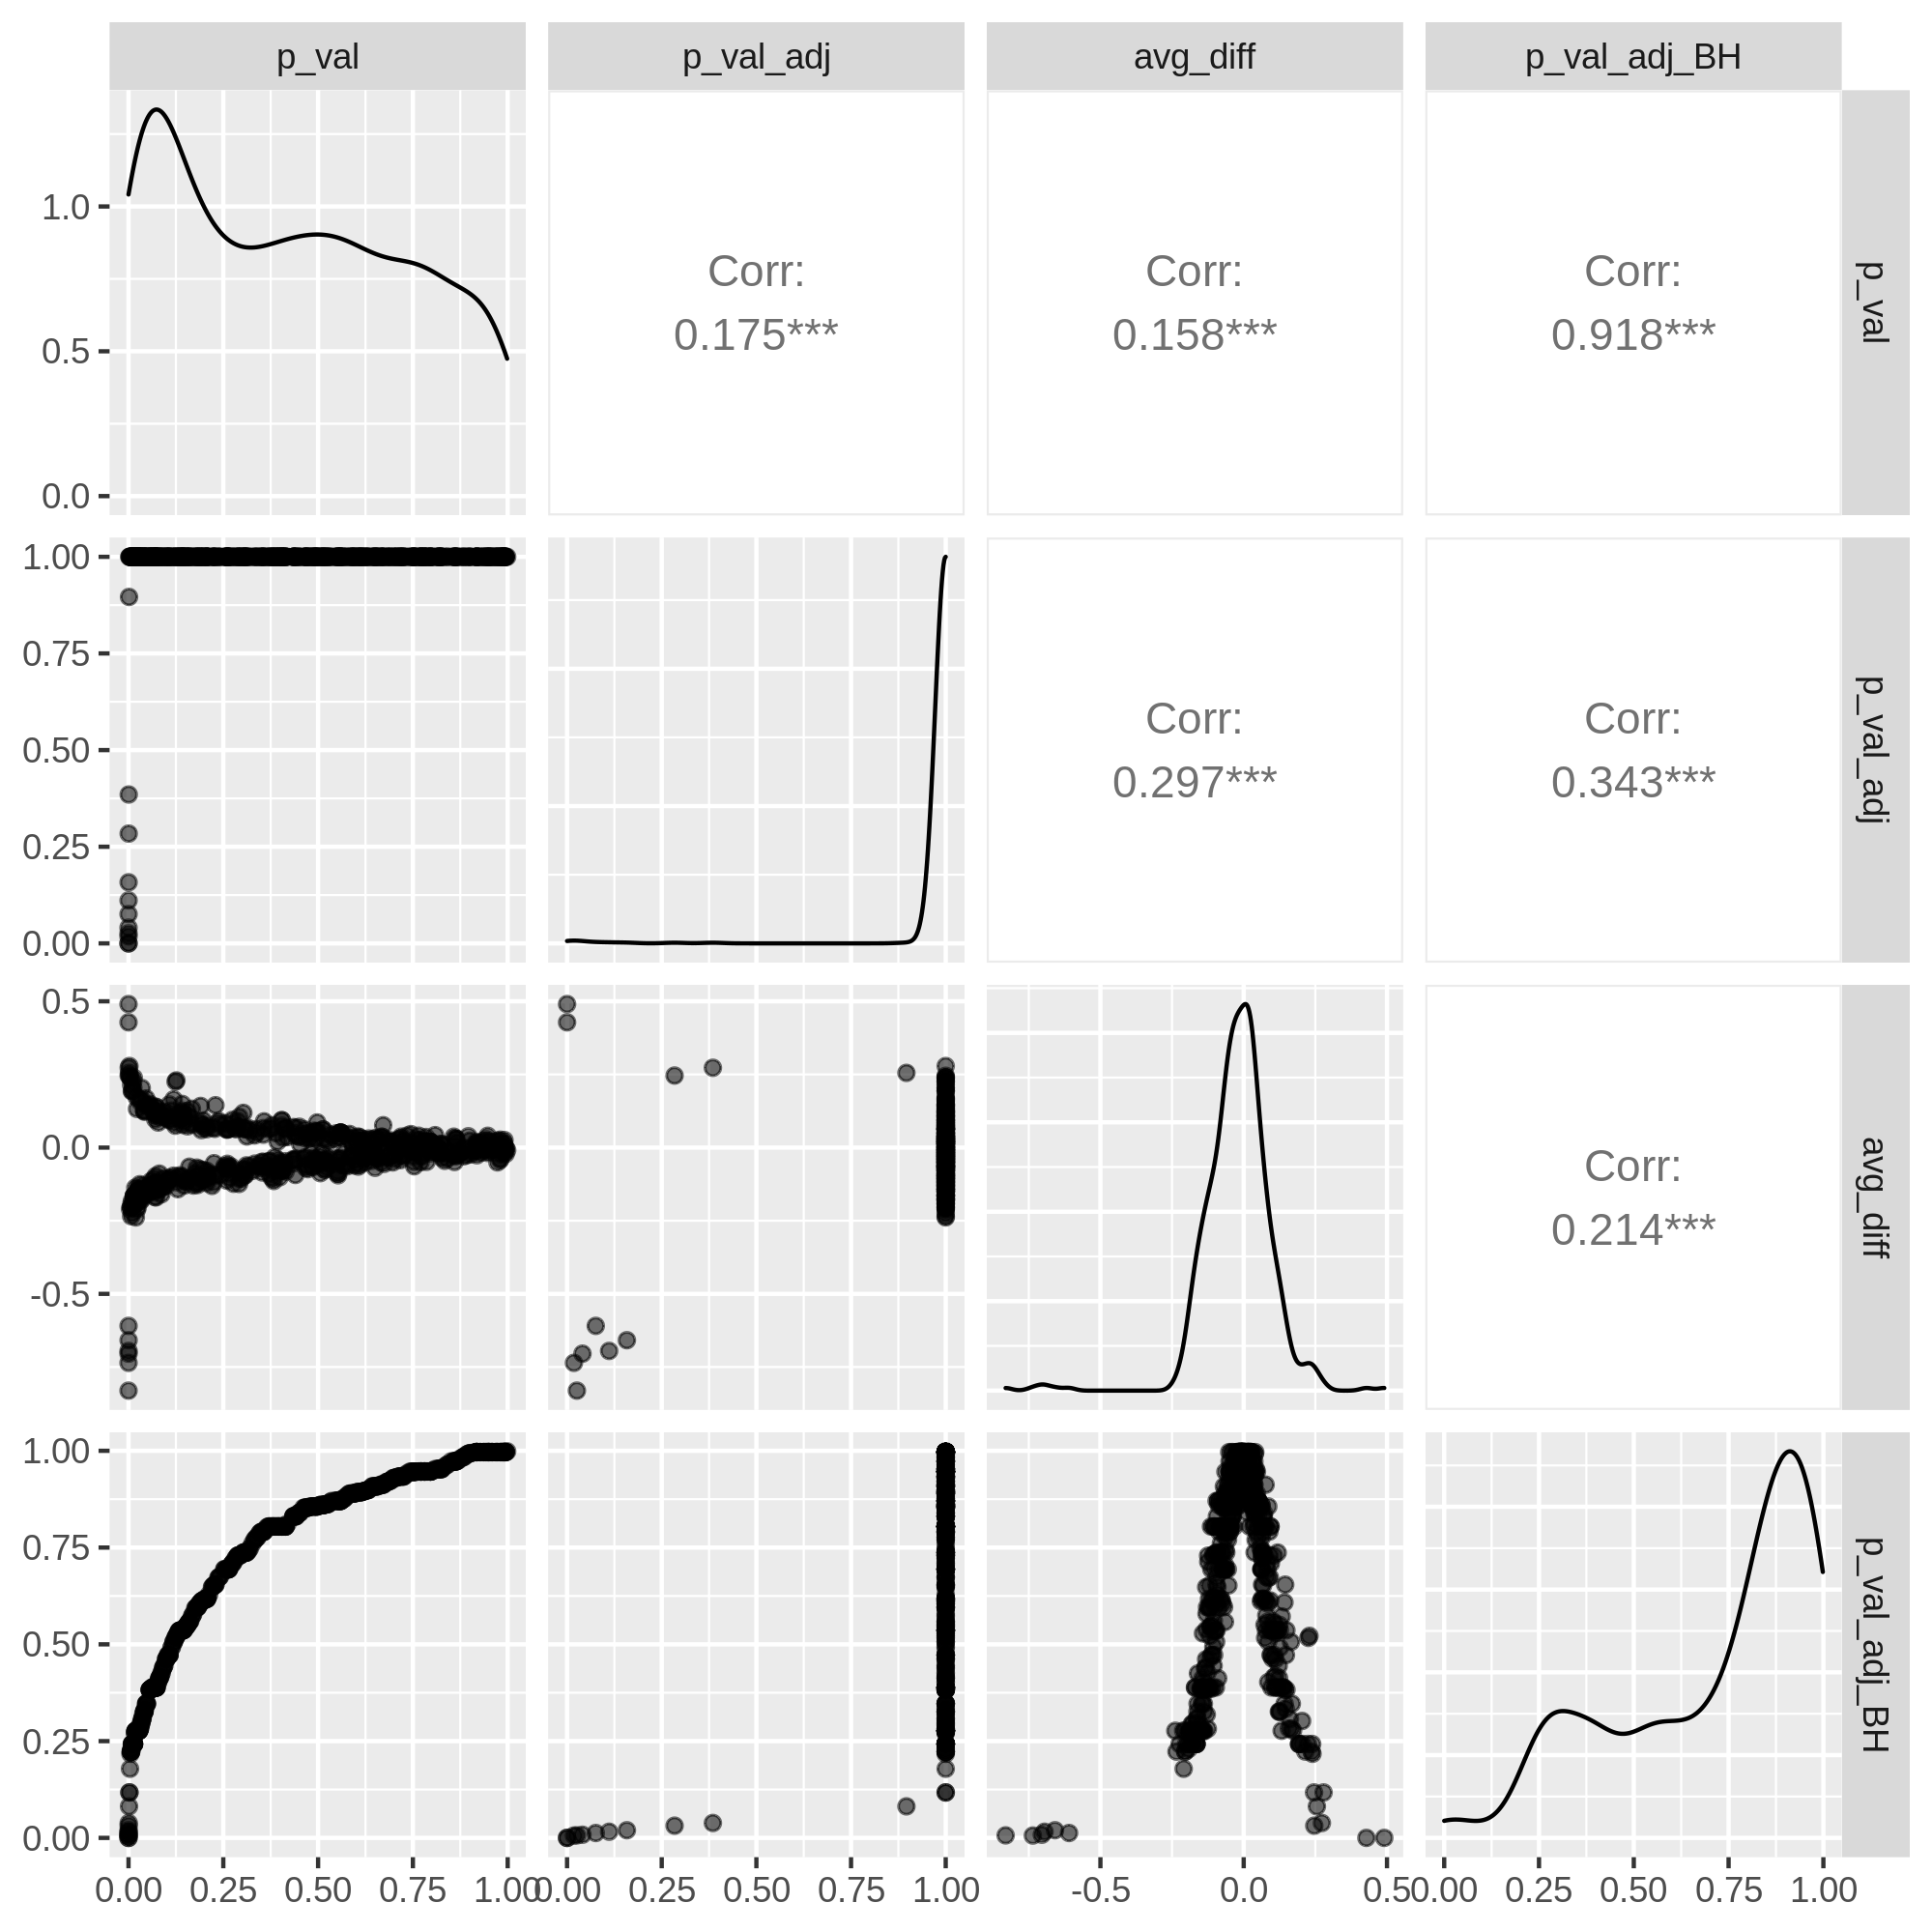 p_val p_val_adj avg_diff p_val_adj_BH
1.0
0.5
0.0
Corr:
0.175***
Corr:
0.158***
Corr:
0.918***
p_val
1.00
0.75
0.50
0.25
0.00
Corr:
0.297***
Corr:
0.343***
p_val_adj
0.5
0.0
-0.5
Corr:
0.214***
avg_diff
1.00
0.75
0.50
0.25
0.00
p_val_adj_BH
0.00 0.25 0.50 0.75 1.00 0.00 0.25 0.50 0.75 1.00 -0.5 0.0 0.5 0.00 0.25 0.50 0.75 1.00